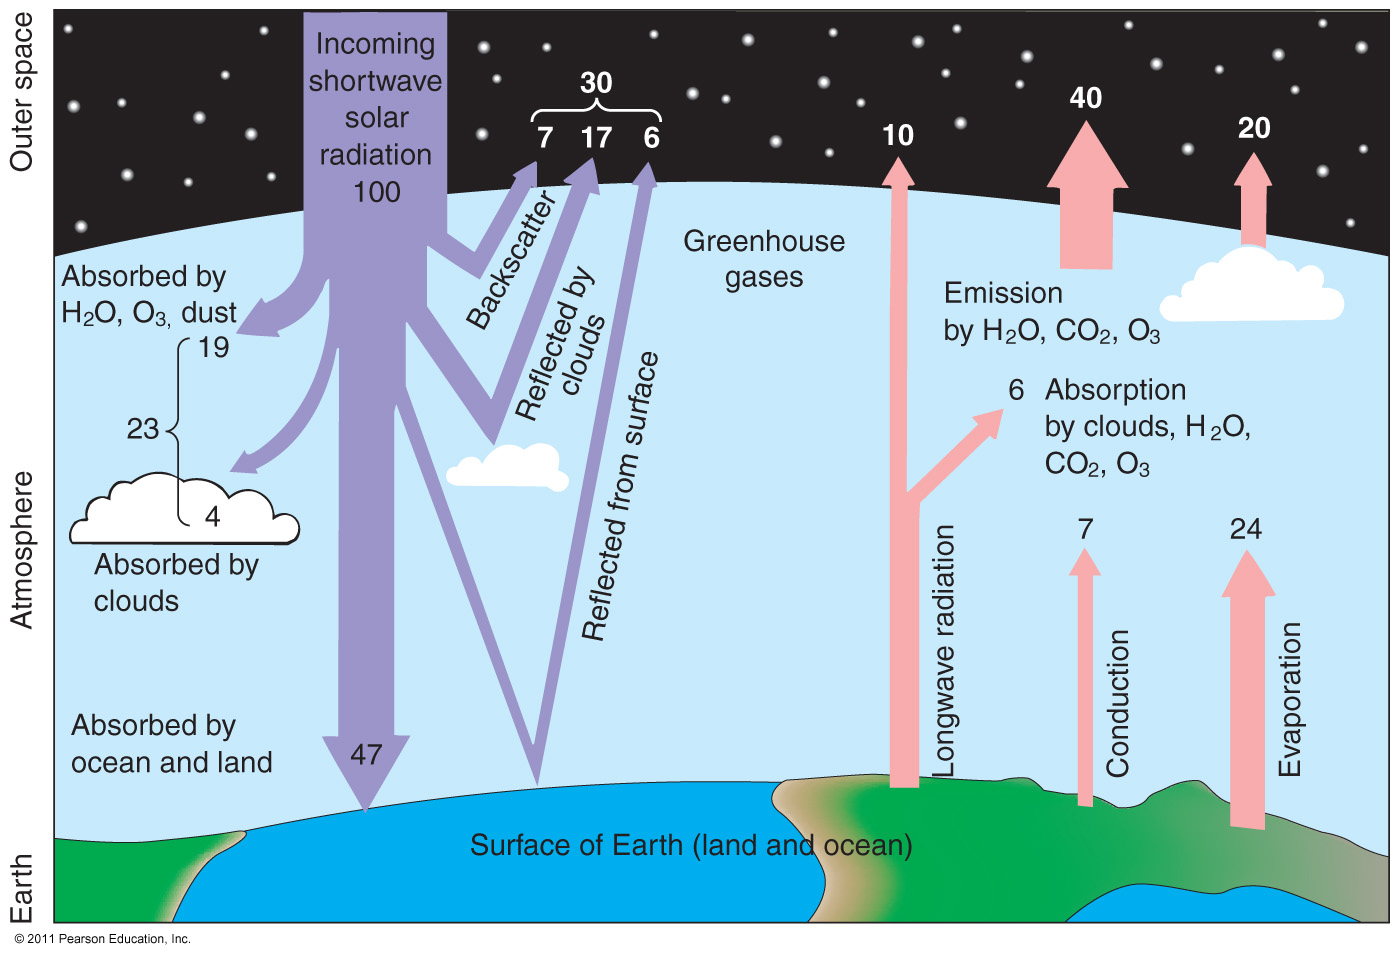 Outer space
Atmosphere
Earth
Incoming
shortwave
solar
radiation
100
30
7 17 6
10
40
20
Backscatter
Reflected by
clouds
Reflected from surface
Greenhouse
gases
Absorbed by
H₂O, O₃, dust
19
23
4
Absorbed by
clouds
Absorbed by
ocean and land
47
Emission
by H₂O, CO₂, O₃
6 Absorption
by clouds, H₂O,
CO₂, O₃
7
24
Longwave radiation
Conduction
Evaporation
Surface of Earth (land and ocean)
© 2011 Pearson Education, Inc.